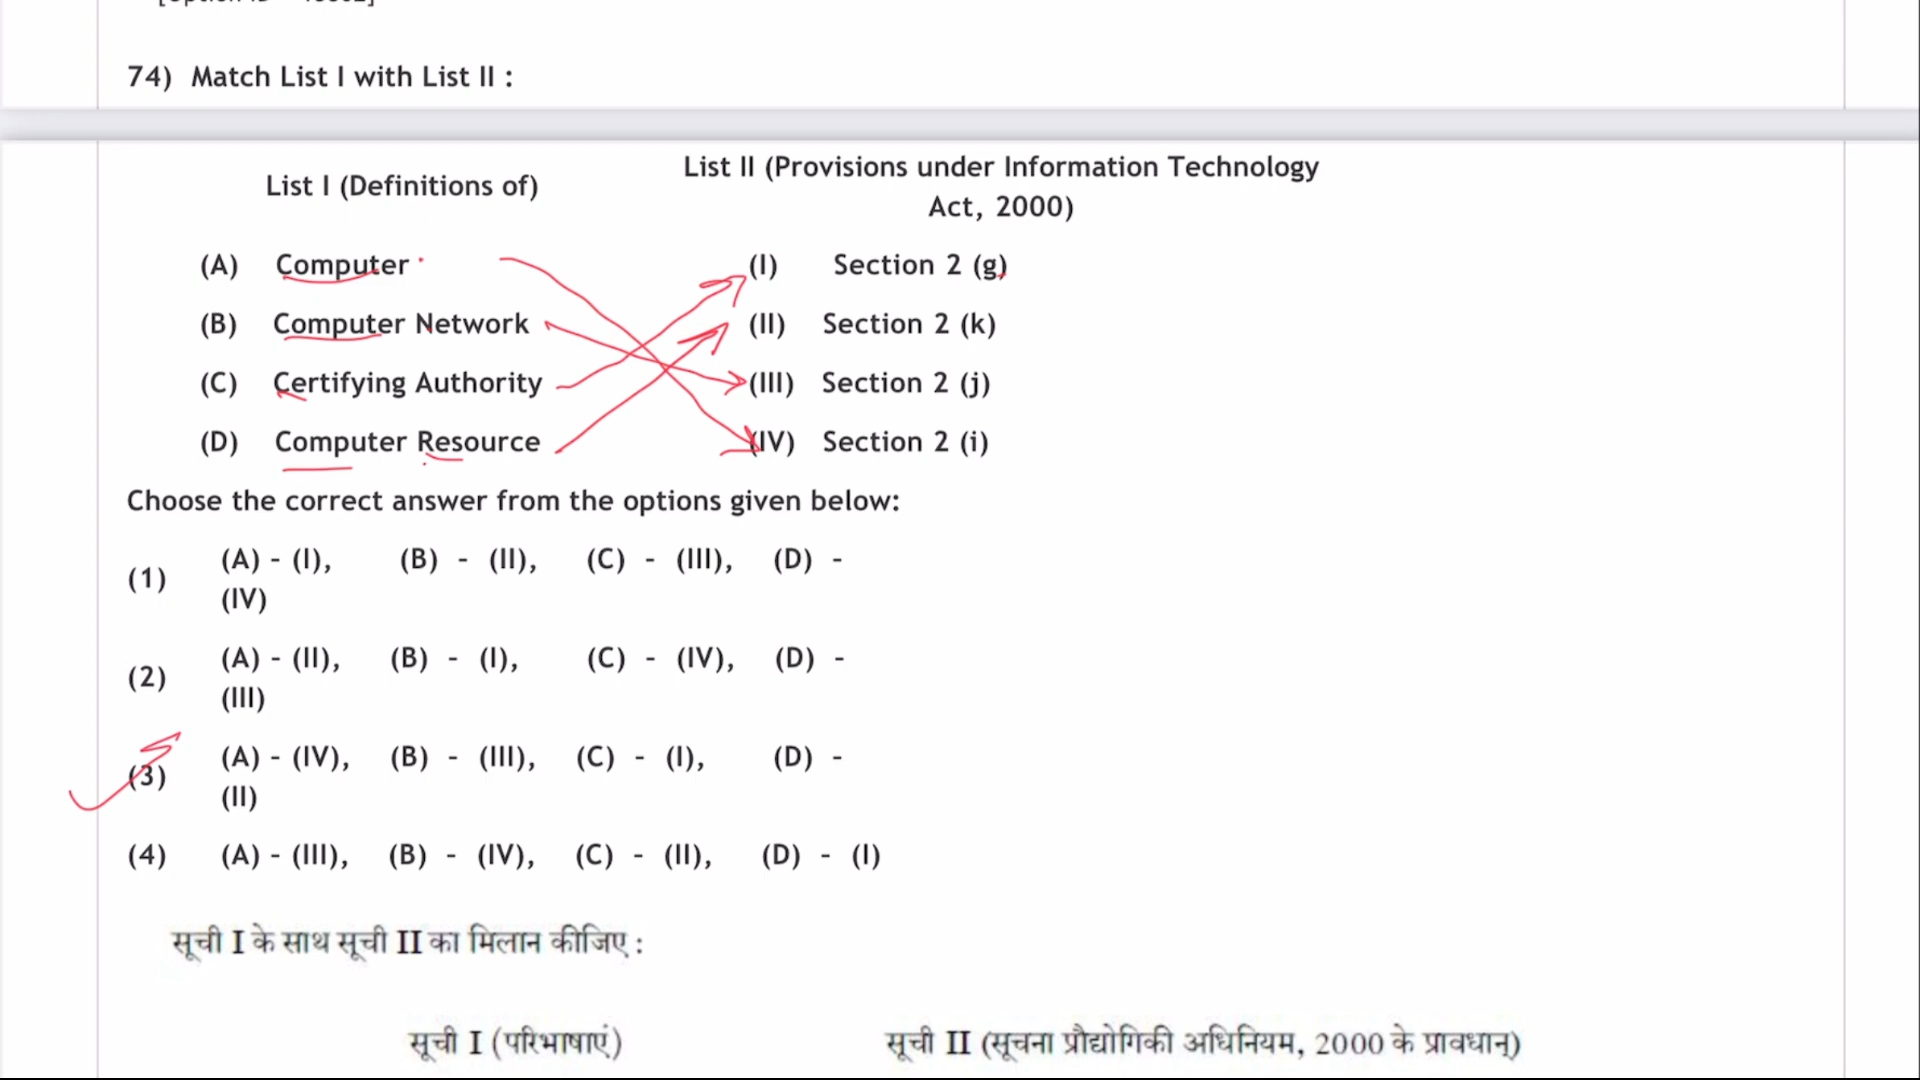 74) Match List I with List II :
List I (Definitions of)
List II (Provisions under Information Technology
Act, 2000)
(A) Computer (I) Section 2 (g)
(B) Computer Network (II) Section 2 (k)
(C) Certifying Authority (III) Section 2 (j)
(D) Computer Resource (IV) Section 2 (i)
Choose the correct answer from the options given below:
(1) (A) - (I), (B) - (II), (C) - (III), (D) -
(IV)
(2) (A) - (II), (B) - (I), (C) - (IV), (D) -
(III)
(3) (A) - (IV), (B) - (III), (C) - (I), (D) -
(II)
(4) (A) - (III), (B) - (IV), (C) - (II), (D) - (I)
सूची I के साथ सूची II का मिलान कीजिए :
सूची I (परिभाषाएं) सूची II (सूचना प्रौद्योगिकी अधिनियम, 2000 के प्रावधान)